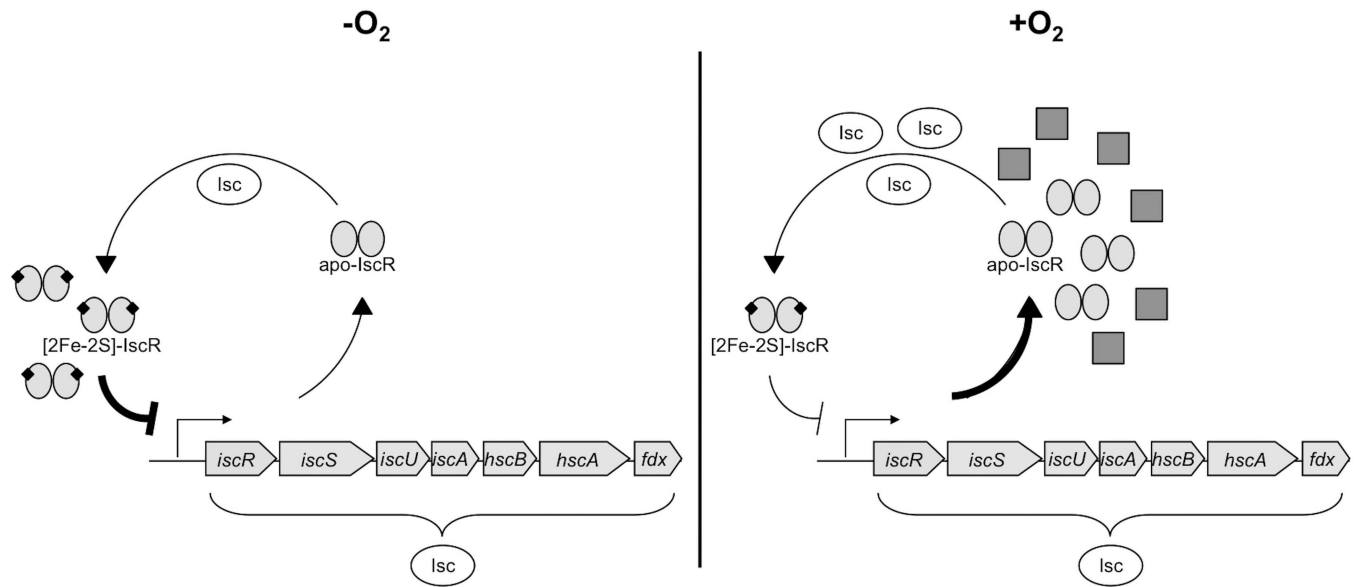 -O₂
Isc
apo-IscR
[2Fe-2S]-IscR
iscR iscS iscU iscA hscB hscA fdx
Isc
+O₂
Isc Isc
Isc
apo-IscR
[2Fe-2S]-IscR
iscR iscS iscU iscA hscB hscA fdx
Isc